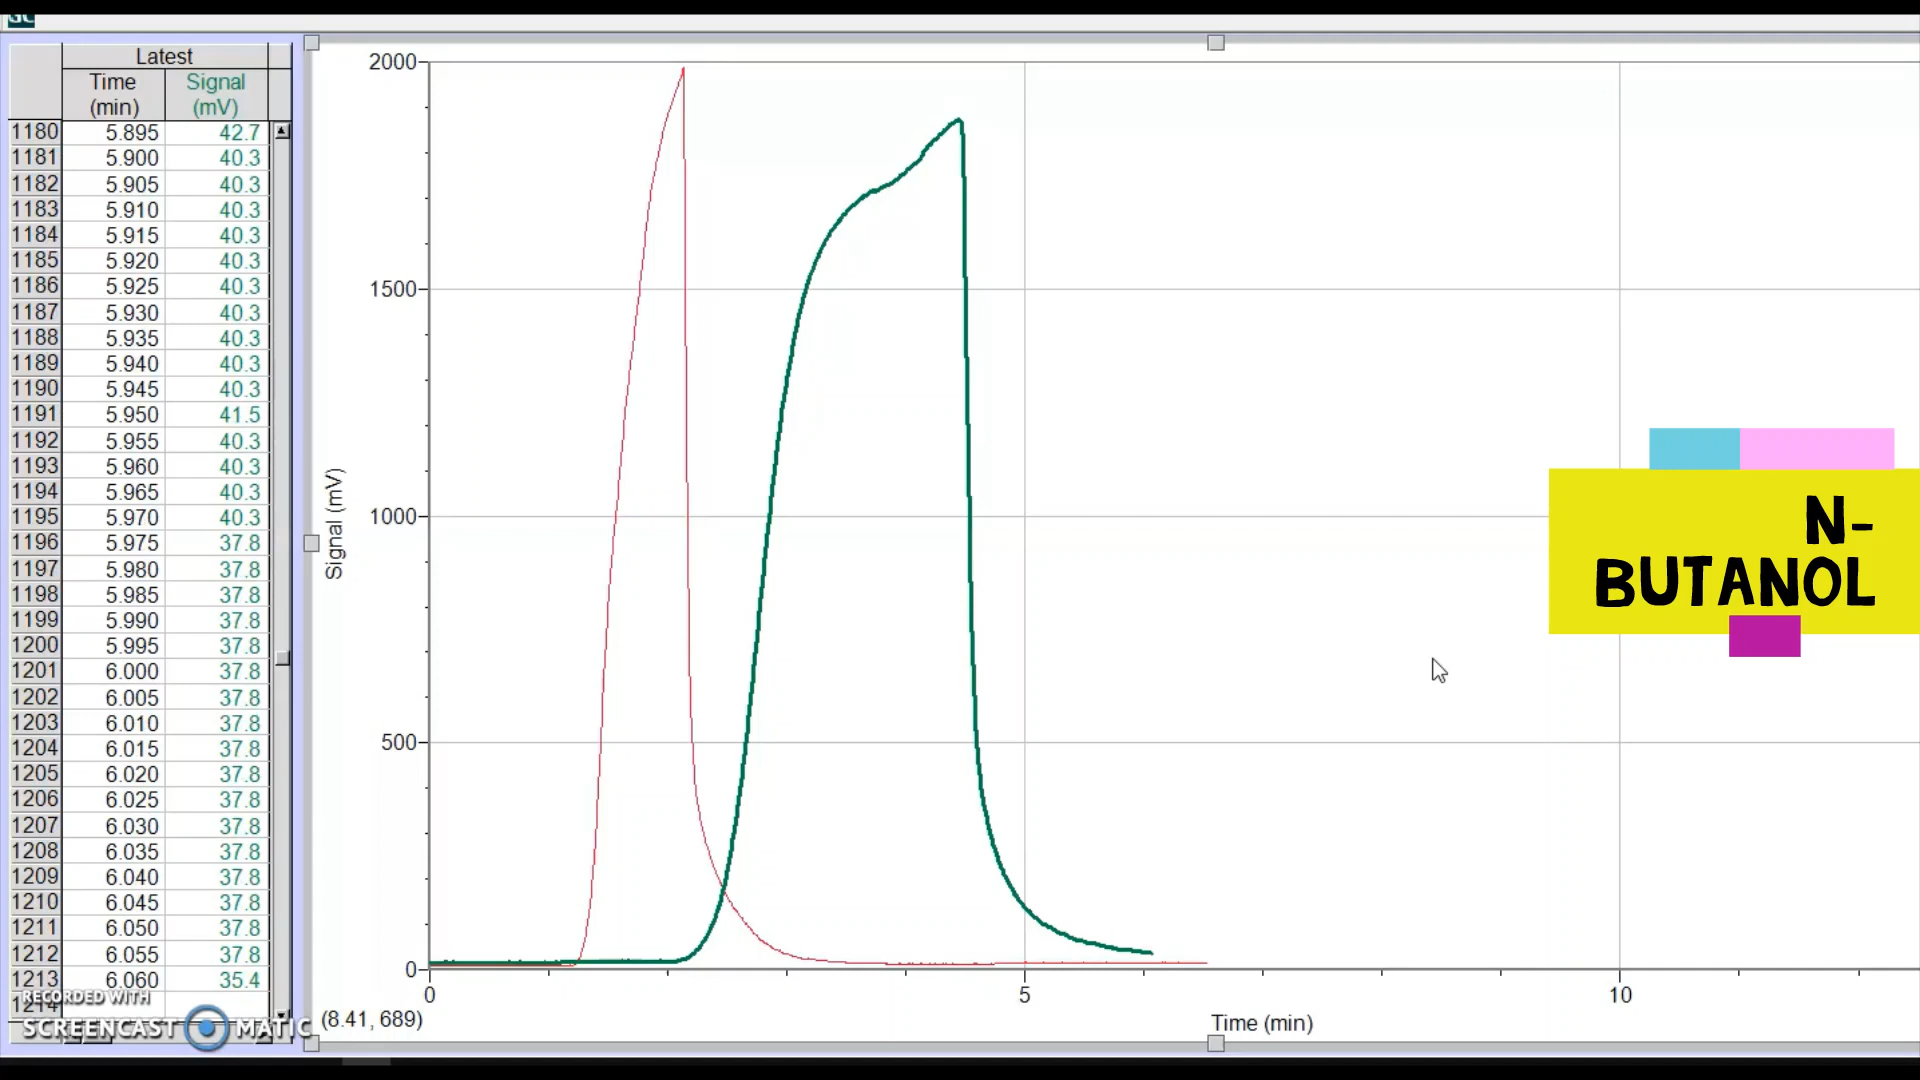 GC
Latest
Time Signal
(min) (mV)
1180 5.895 42.7
1181 5.900 40.3
1182 5.905 40.3
1183 5.910 40.3
1184 5.915 40.3
1185 5.920 40.3
1186 5.925 40.3
1187 5.930 40.3
1188 5.935 40.3
1189 5.940 40.3
1190 5.945 40.3
1191 5.950 41.5
1192 5.955 40.3
1193 5.960 40.3
1194 5.965 40.3
1195 5.970 40.3
1196 5.975 37.8
1197 5.980 37.8
1198 5.985 37.8
1199 5.990 37.8
1200 5.995 37.8
1201 6.000 37.8
1202 6.005 37.8
1203 6.010 37.8
1204 6.015 37.8
1205 6.020 37.8
1206 6.025 37.8
1207 6.030 37.8
1208 6.035 37.8
1209 6.040 37.8
1210 6.045 37.8
1211 6.050 37.8
1212 6.055 37.8
1213 6.060 35.4
1214
RECORDED WITH
SCREENCAST MATIC
2000
1500
1000
500
0
Signal (mV)
0 5 10
(8.41, 689)
Time (min)
N-
BUTANOL